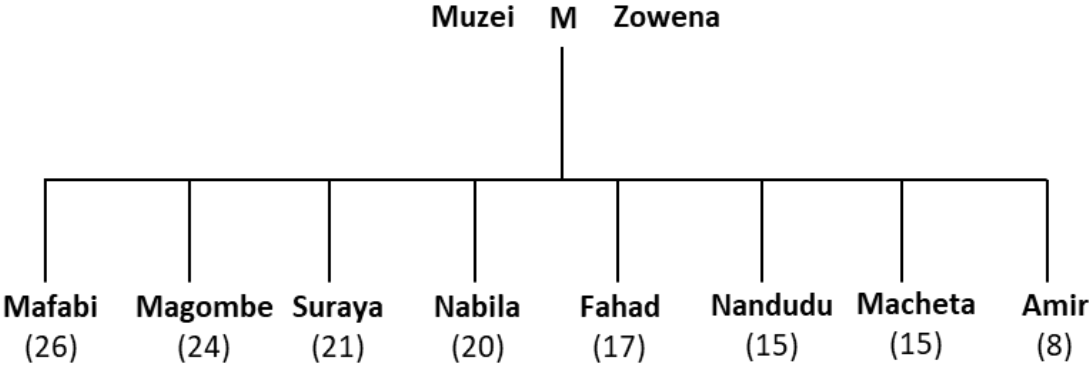 Muzei M Zowena
Mafabi Magombe Suraya Nabila Fahad Nandudu Macheta Amir
(26) (24) (21) (20) (17) (15) (15) (8)